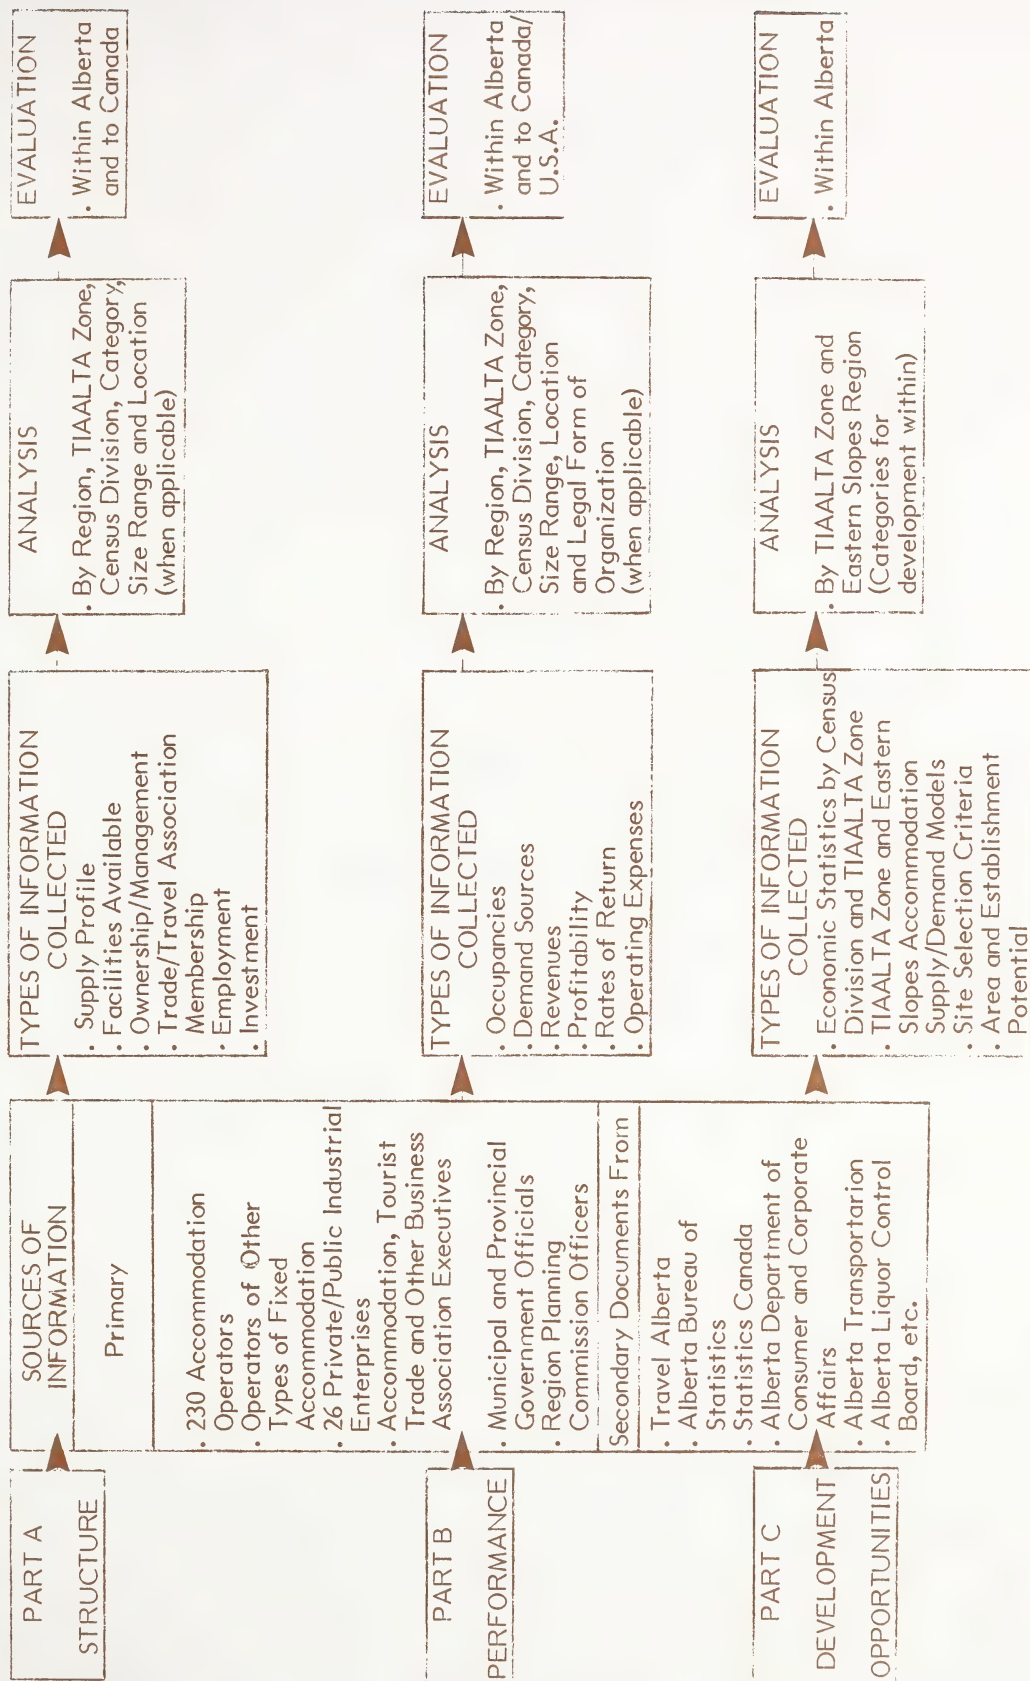 PART A
STRUCTURE
SOURCES OF
INFORMATION
Primary
• 230 Accommodation
Operators
• Operators of Other
Types of Fixed
Accommodation
• 26 Private/Public Industrial
Enterprises
• Accommodation, Tourist
Trade and Other Business
Association Executives
• Municipal and Provincial
Government Officials
• Region Planning
Commission Officers
Secondary Documents From
• Travel Alberta
• Alberta Bureau of
Statistics
• Statistics Canada
• Alberta Department of
Consumer and Corporate
Affairs
• Alberta Transportarion
• Alberta Liquor Control
Board, etc.
TYPES OF INFORMATION
COLLECTED
• Supply Profile
• Facilities Available
• Ownership/Management
• Trade/Travel Association
Membership
• Employment
• Investment
ANALYSIS
• By Region, TIAALTA Zone,
Census Division, Category,
Size Range and Location
(when applicable)
EVALUATION
• Within Alberta
and to Canada
PART B
PERFORMANCE
TYPES OF INFORMATION
COLLECTED
• Occupancies
• Demand Sources
• Revenues
• Profitability
• Rates of Return
• Operating Expenses
ANALYSIS
• By Region, TIAALTA Zone,
Census Division, Category,
Size Range, Location
and Legal Form of
Organization
(when applicable)
EVALUATION
• Within Alberta
and to Canada/
U.S.A.
PART C
DEVELOPMENT
OPPORTUNITIES
TYPES OF INFORMATION
COLLECTED
• Economic Statistics by Census
Division and TIAALTA Zone
• TIAALTA Zone and Eastern
Slopes Accommodation
Supply/Demand Models
• Site Selection Criteria
• Area and Establishment
Potential
ANALYSIS
• By TIAALTA Zone and
Eastern Slopes Region
(Categories for
development within)
EVALUATION
• Within Alberta